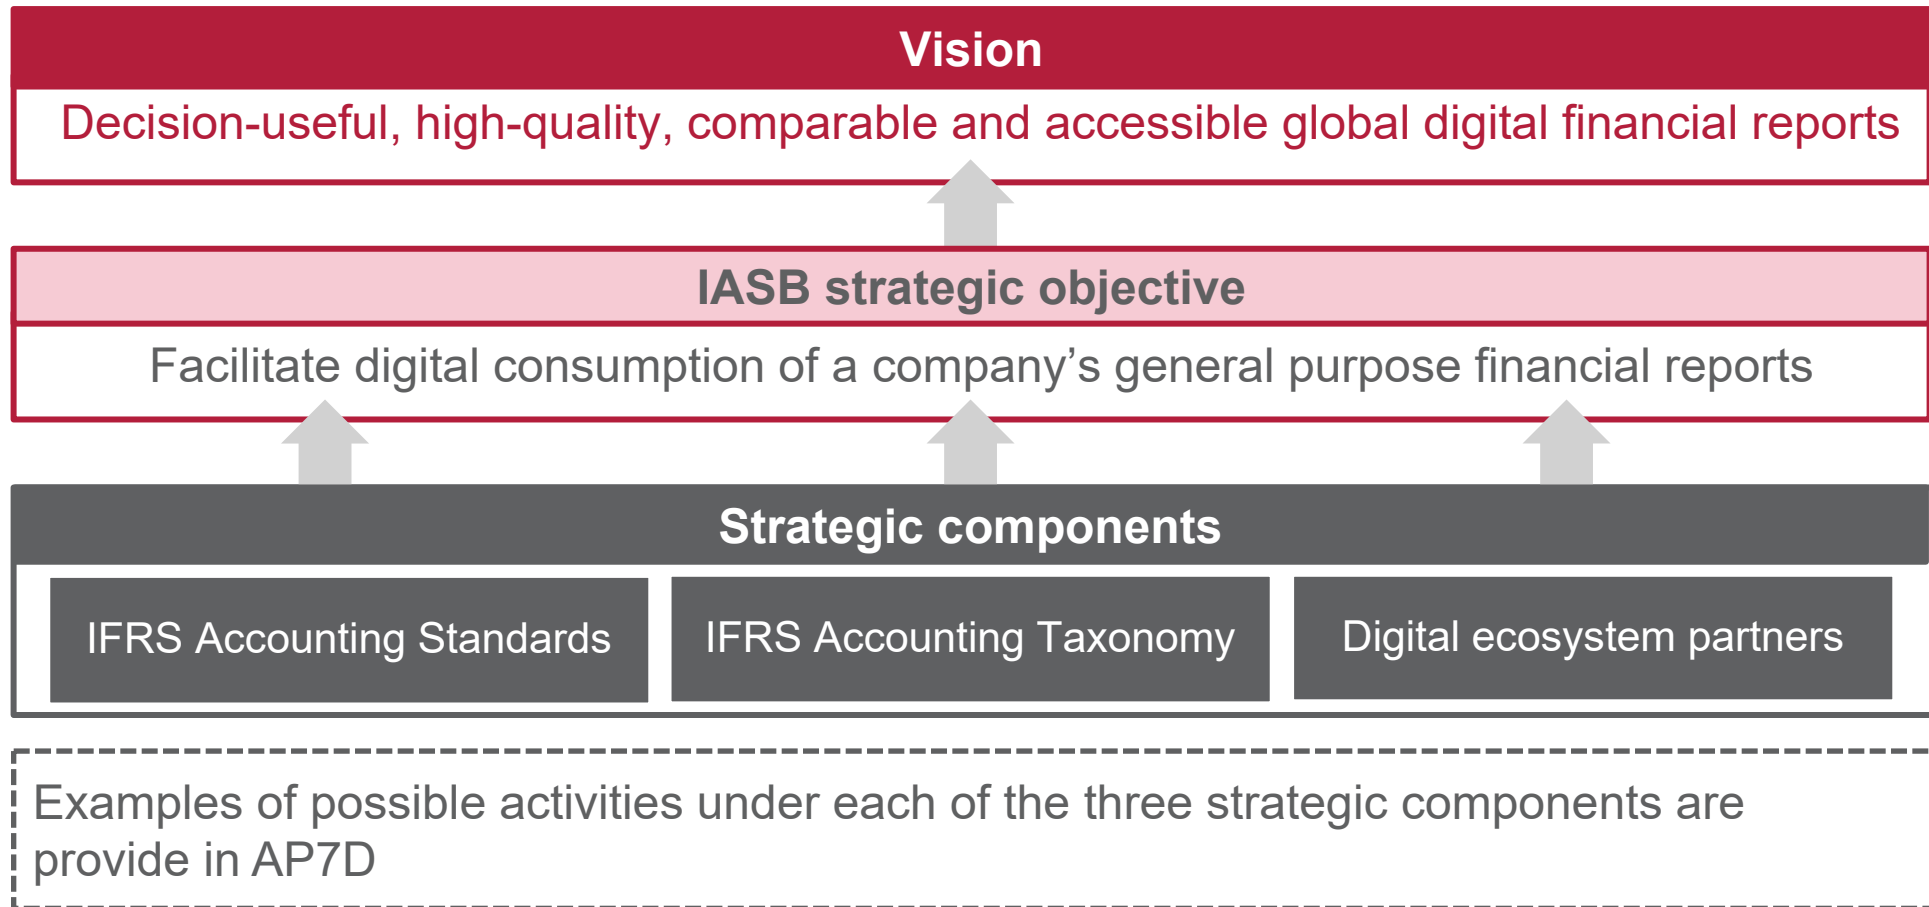 Vision
Decision-useful, high-quality, comparable and accessible global digital financial reports
IASB strategic objective
Facilitate digital consumption of a company’s general purpose financial reports
Strategic components
IFRS Accounting Standards
IFRS Accounting Taxonomy
Digital ecosystem partners
Examples of possible activities under each of the three strategic components are
provide in AP7D